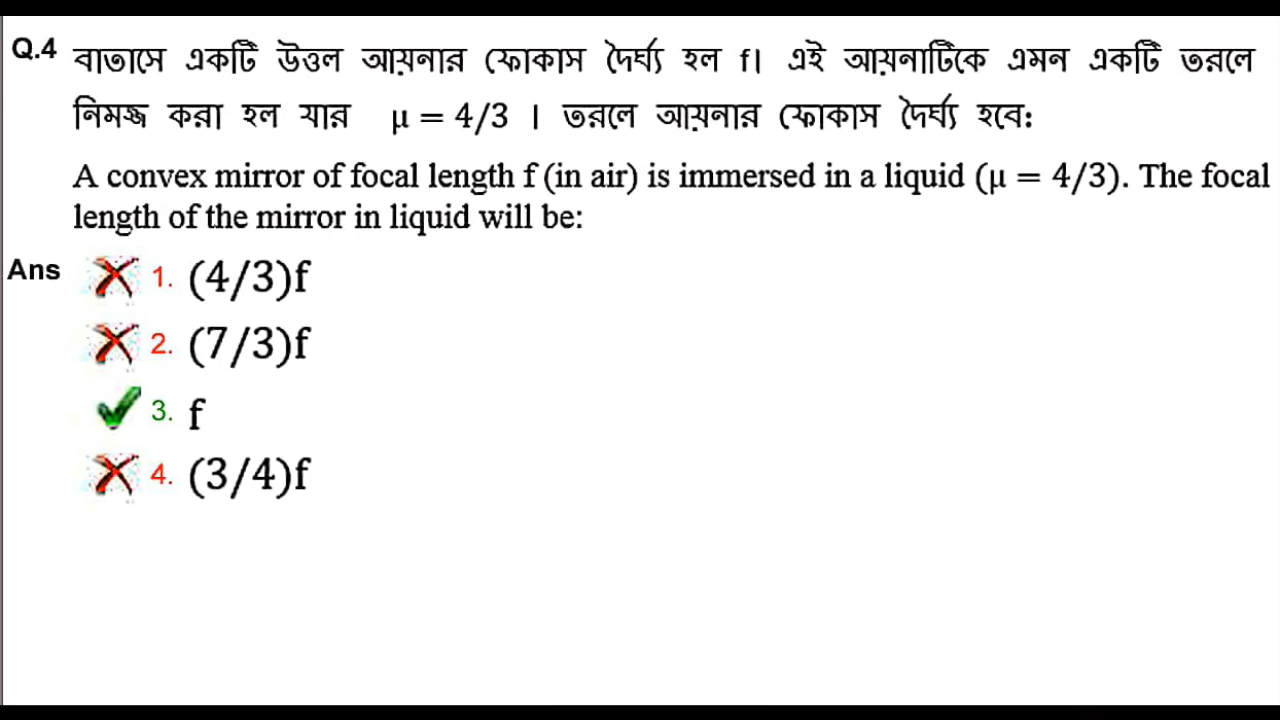 Q.4 বাতাসে একটি উত্তল আয়নার ফোকাস দৈর্ঘ্য হল f। এই আয়নাটিকে এমন একটি তরলে
নিমজ্জ করা হল যার μ = 4/3 । তরলে আয়নার ফোকাস দৈর্ঘ্য হবে:
A convex mirror of focal length f (in air) is immersed in a liquid (μ = 4/3). The focal
length of the mirror in liquid will be:
Ans 1. (4/3)f
2. (7/3)f
3. f
4. (3/4)f